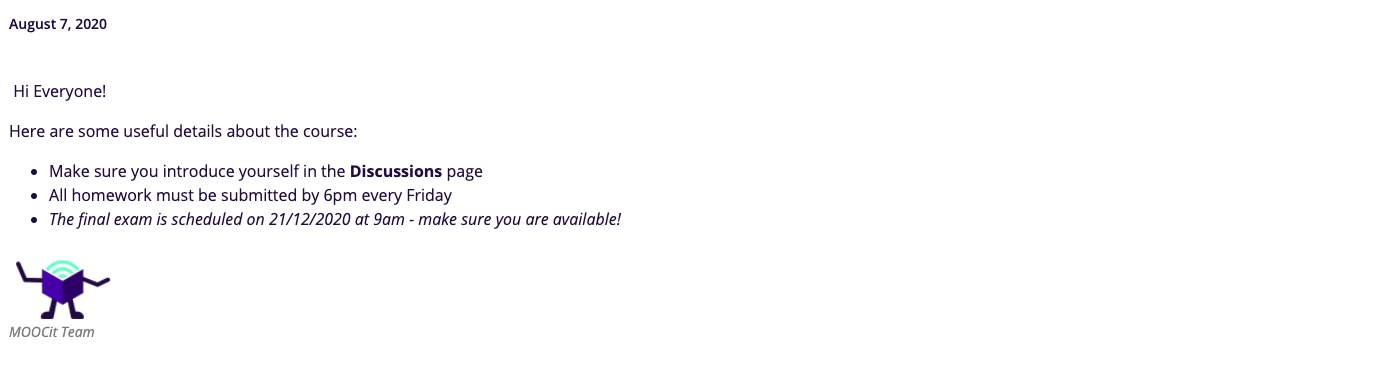 August 7, 2020
Hi Everyone!
Here are some useful details about the course:
• Make sure you introduce yourself in the Discussions page
• All homework must be submitted by 6pm every Friday
• The final exam is scheduled on 21/12/2020 at 9am - make sure you are available!
MOOCit Team